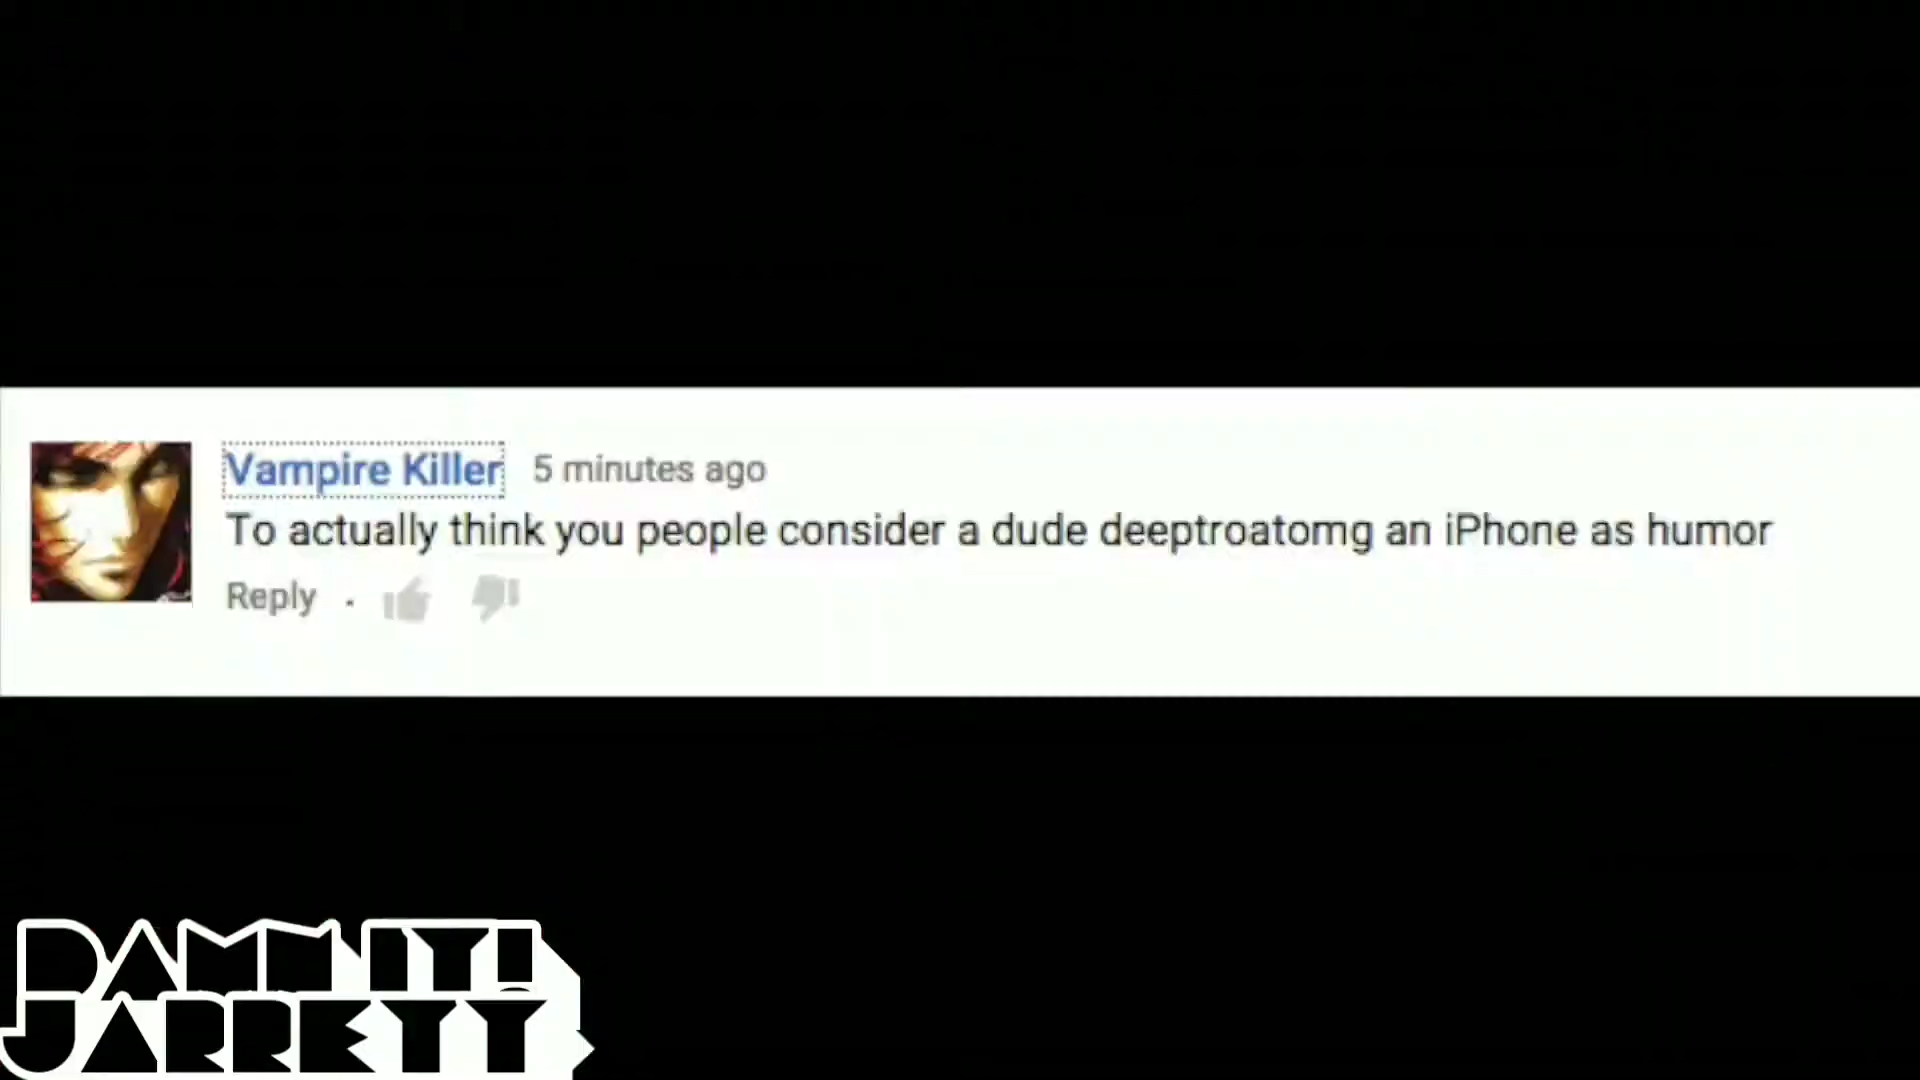 Vampire Killer 5 minutes ago
To actually think you people consider a dude deeptroatomg an iPhone as humor
Reply
DAMN IT!
JARRETT